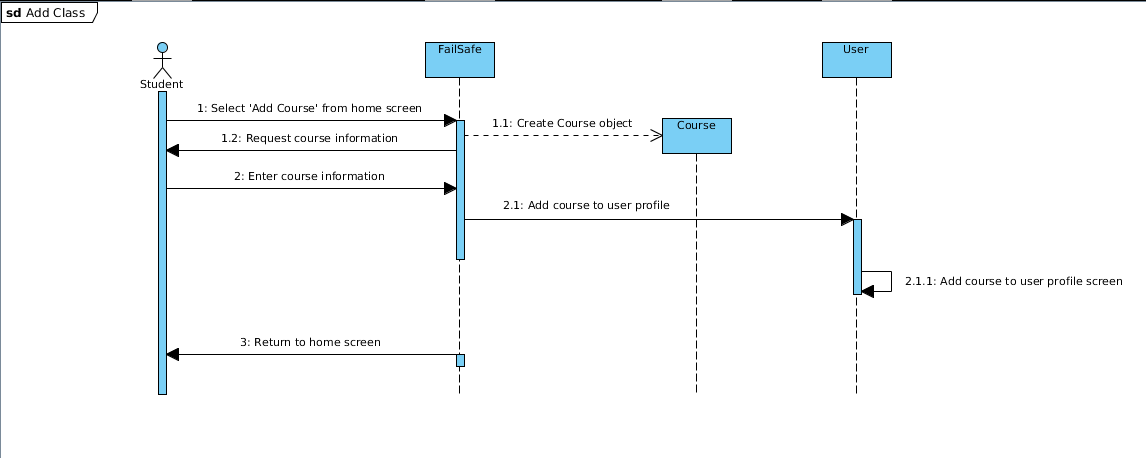 sd Add Class
FailSafe
User
Student
1: Select 'Add Course' from home screen
1.1: Create Course object
Course
1.2: Request course information
2: Enter course information
2.1: Add course to user profile
2.1.1: Add course to user profile screen
3: Return to home screen